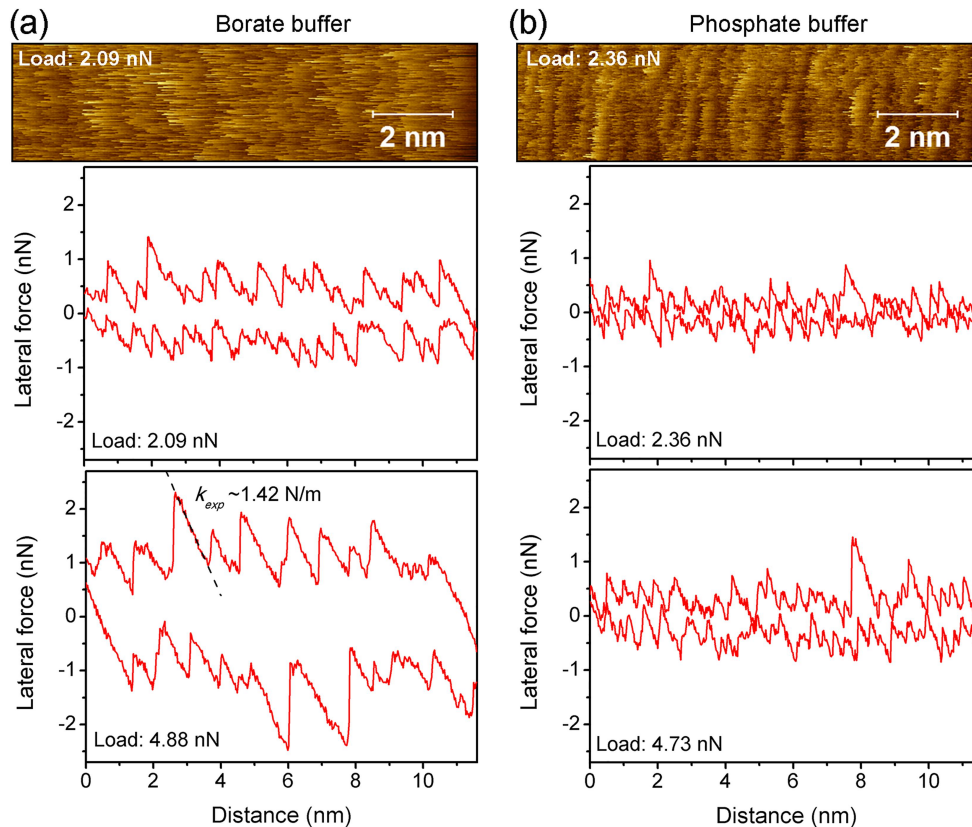 (a) Borate buffer
Load: 2.09 nN
2 nm
Lateral force (nN)
2
1
0
-1
-2
Load: 2.09 nN
Lateral force (nN)
2
1
0
-1
-2
k_exp ~1.42 N/m
Load: 4.88 nN
0 2 4 6 8 10
Distance (nm)
(b) Phosphate buffer
Load: 2.36 nN
2 nm
Lateral force (nN)
2
1
0
-1
-2
Load: 2.36 nN
Lateral force (nN)
2
1
0
-1
-2
Load: 4.73 nN
0 2 4 6 8 10
Distance (nm)